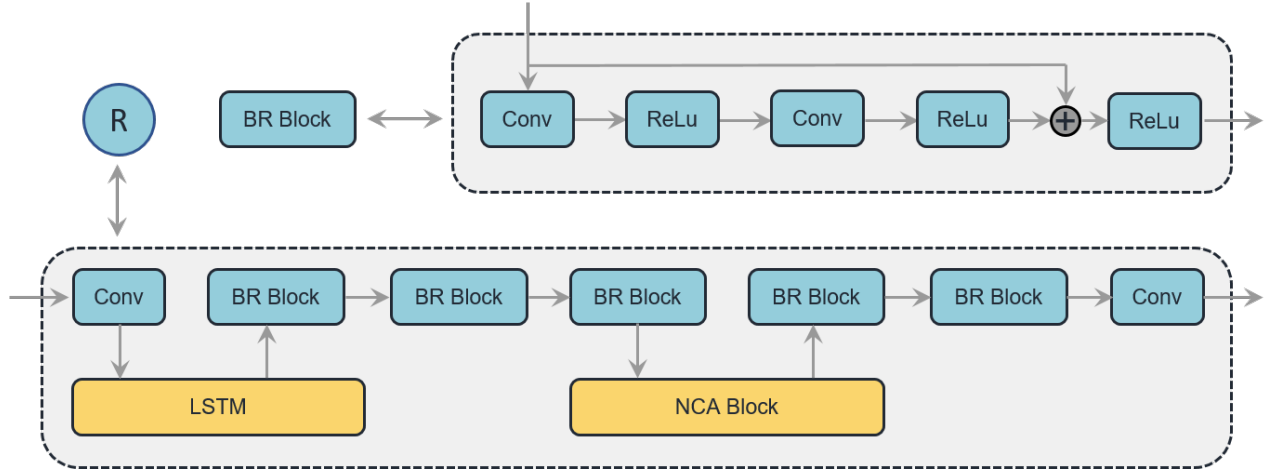 R
BR Block
Conv
ReLu
Conv
ReLu
+
ReLu
Conv
BR Block
BR Block
BR Block
BR Block
BR Block
Conv
LSTM
NCA Block